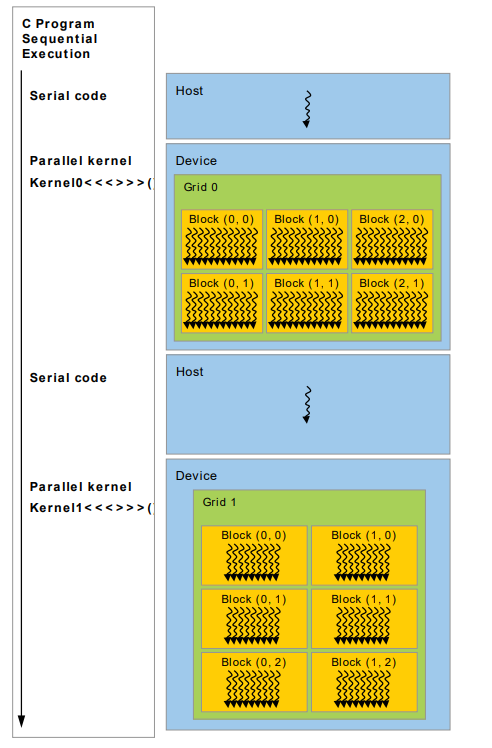 C Program
Sequential
Execution
Serial code
Host
Parallel kernel
Kernel0<<<>>>(
Device
Grid 0
Block (0, 0) Block (1, 0) Block (2, 0)
Block (0, 1) Block (1, 1) Block (2, 1)
Serial code
Host
Parallel kernel
Kernel1<<<>>>(
Device
Grid 1
Block (0, 0) Block (1, 0)
Block (0, 1) Block (1, 1)
Block (0, 2) Block (1, 2)